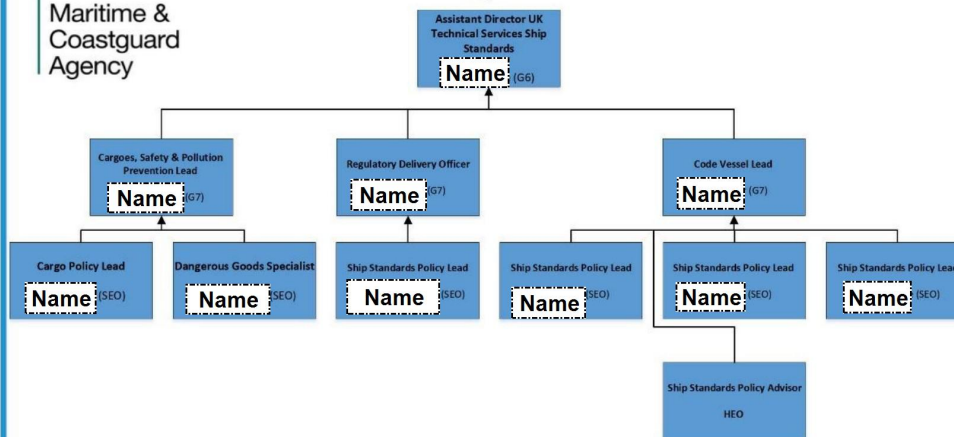 Maritime &
Coastguard
Agency
Assistant Director UK
Technical Services Ship
Standards
Name (G6)
Cargoes, Safety & Pollution
Prevention Lead
Name (G7)
Regulatory Delivery Officer
Name (G7)
Code Vessel Lead
Name (G7)
Cargo Policy Lead
Name (SEO)
Dangerous Goods Specialist
Name (SEO)
Ship Standards Policy Lead
Name (SEO)
Ship Standards Policy Lead
Name (SEO)
Ship Standards Policy Lead
Name (SEO)
Ship Standards Policy Lead
Name (SEO)
Ship Standards Policy Advisor
HEO